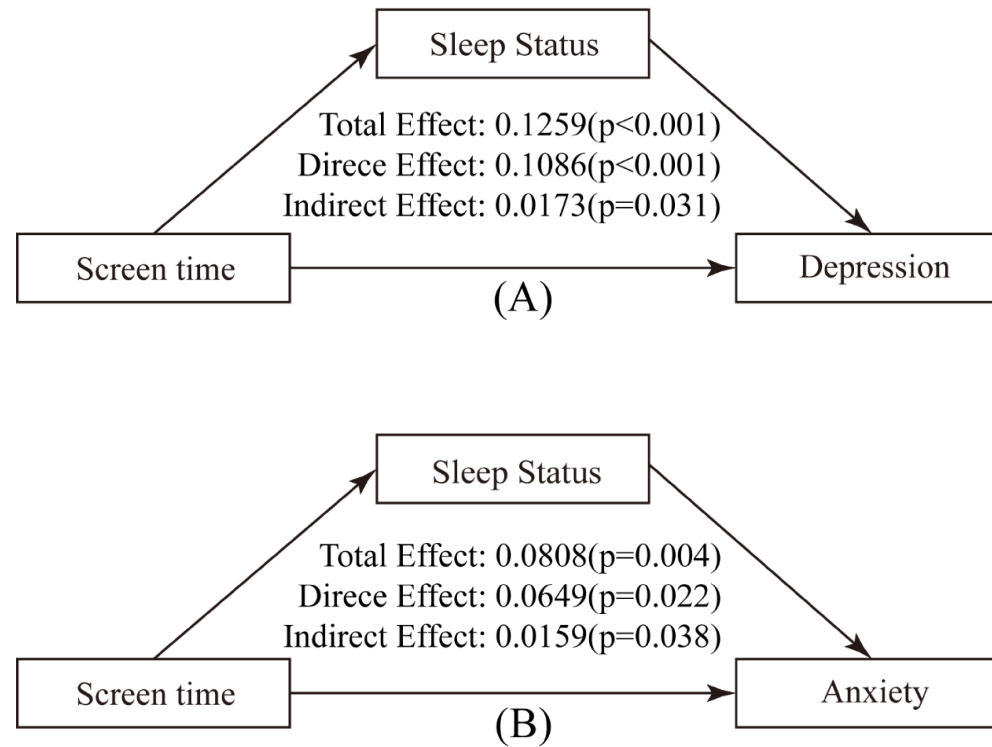 Sleep Status
Total Effect: 0.1259(p<0.001)
Direce Effect: 0.1086(p<0.001)
Indirect Effect: 0.0173(p=0.031)
Screen time
Depression
(A)
Sleep Status
Total Effect: 0.0808(p=0.004)
Direce Effect: 0.0649(p=0.022)
Indirect Effect: 0.0159(p=0.038)
Screen time
Anxiety
(B)